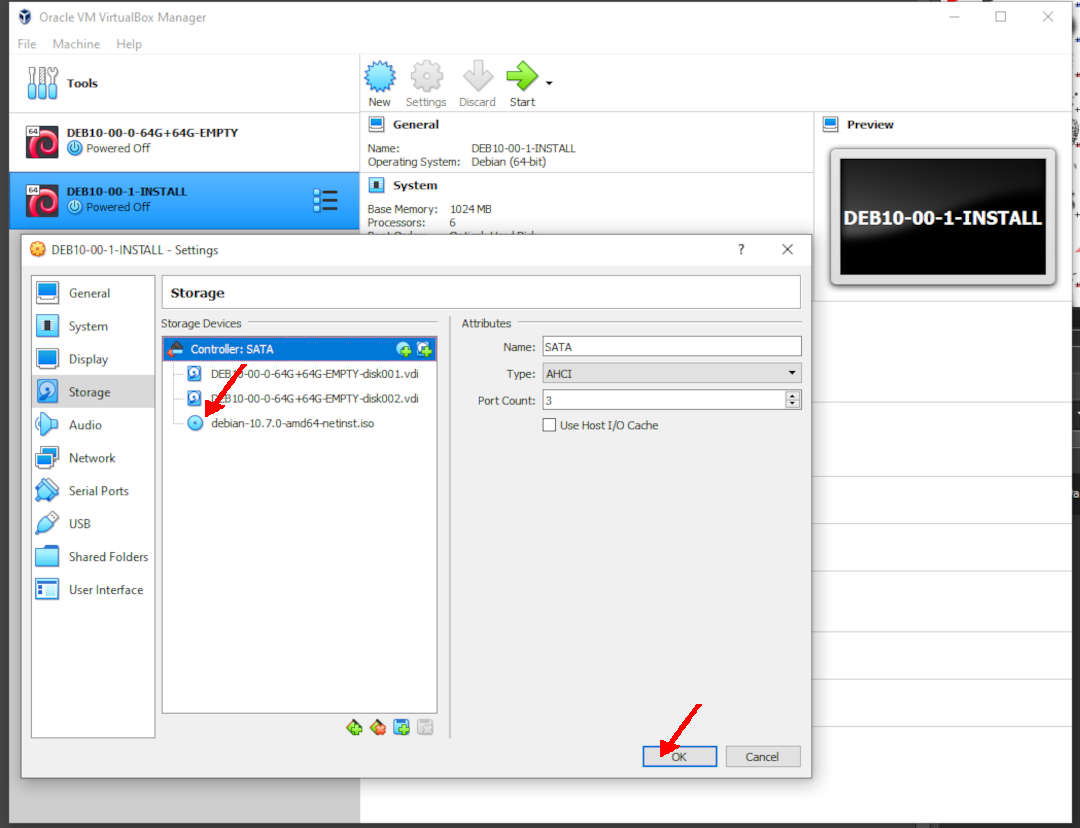 Oracle VM VirtualBox Manager
File Machine Help
Tools
New Settings Discard Start
64
DEB10-00-0-64G+64G-EMPTY
Powered Off
64
DEB10-00-1-INSTALL
Powered Off
General
Name: DEB10-00-1-INSTALL
Operating System: Debian (64-bit)
System
Base Memory: 1024 MB
Processors: 6
Preview
DEB10-00-1-INSTALL
DEB10-00-1-INSTALL - Settings
?
General
System
Display
Storage
Audio
Network
Serial Ports
USB
Shared Folders
User Interface
Storage
Storage Devices
Controller: SATA
DEB10-00-0-64G+64G-EMPTY-disk001.vdi
DEB10-00-0-64G+64G-EMPTY-disk002.vdi
debian-10.7.0-amd64-netinst.iso
Attributes
Name: SATA
Type: AHCI
Port Count: 3
Use Host I/O Cache
OK Cancel